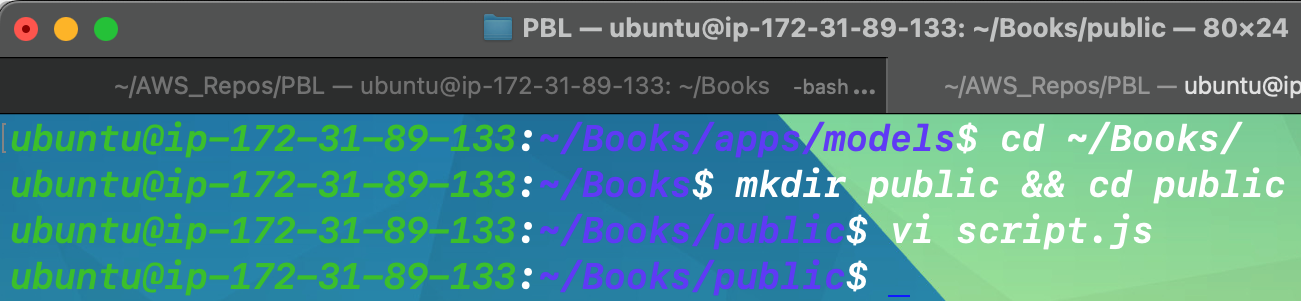 PBL — ubuntu@ip-172-31-89-133: ~/Books/public — 80×24
~/AWS_Repos/PBL — ubuntu@ip-172-31-89-133: ~/Books -bash ...
~/AWS_Repos/PBL — ubuntu@ip
ubuntu@ip-172-31-89-133:~/Books/apps/models$ cd ~/Books/
ubuntu@ip-172-31-89-133:~/Books$ mkdir public && cd public
ubuntu@ip-172-31-89-133:~/Books/public$ vi script.js
ubuntu@ip-172-31-89-133:~/Books/public$